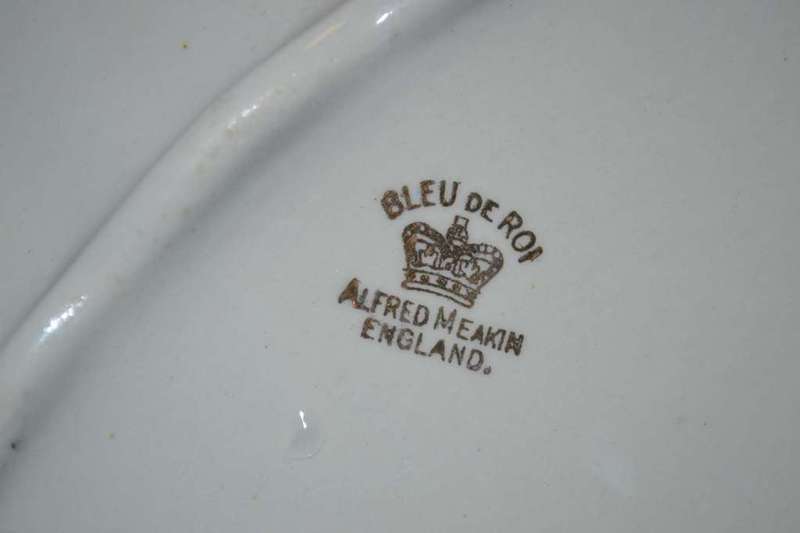 BLEU DE ROI
ALFRED MEAKIN
ENGLAND.